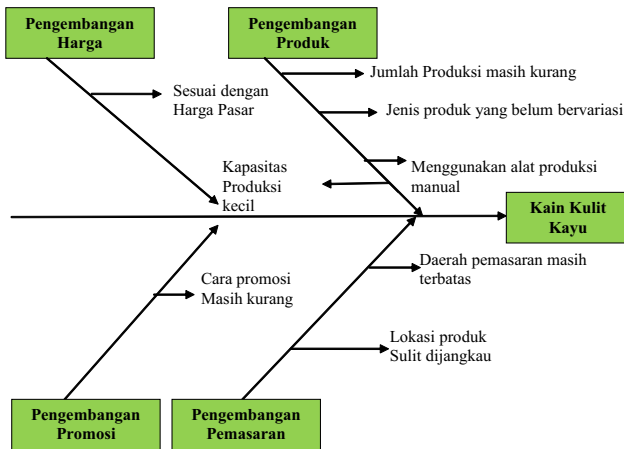 Pengembangan
Harga
Pengembangan
Produk
Jumlah Produksi masih kurang
Sesuai dengan
Harga Pasar
Jenis produk yang belum bervariasi
Kapasitas
Produksi
kecil
Menggunakan alat produksi
manual
Kain Kulit
Kayu
Daerah pemasaran masih
terbatas
Cara promosi
Masih kurang
Lokasi produk
Sulit dijangkau
Pengembangan
Promosi
Pengembangan
Pemasaran